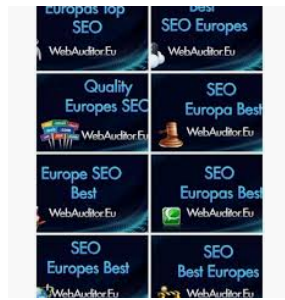 Europas Top
SEO
WebAuditor.Eu
Best
SEO Europes
WebAuditor.Eu
Quality
Europes SEO
WebAuditor.Eu
SEO
Europa Best
WebAuditor.Eu
Europe SEO
Best
WebAuditor.Eu
SEO
Europas Best
WebAuditor.Eu
SEO
Europes Best
WebAuditor.Eu
SEO
Best Europes
WebAuditor.Eu